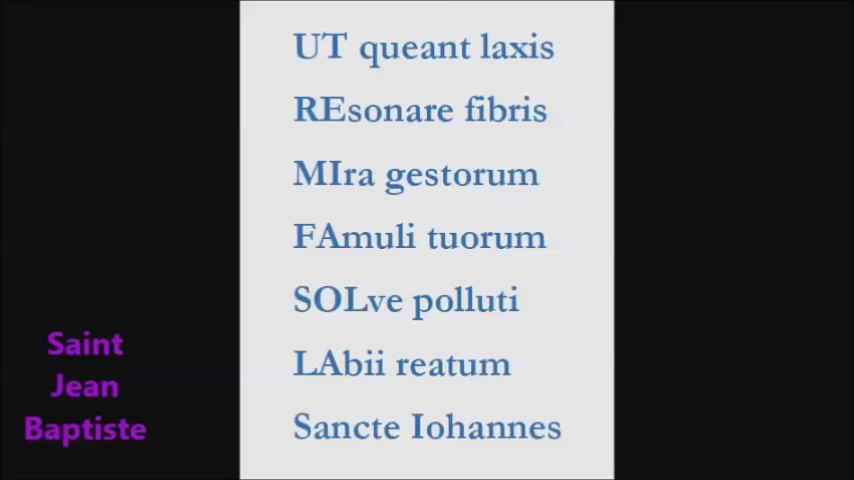 UT queant laxis
REsonare fibris
MIra gestorum
FAmuli tuorum
SOLve polluti
LAbii reatum
Sancte Iohannes
Saint
Jean
Baptiste